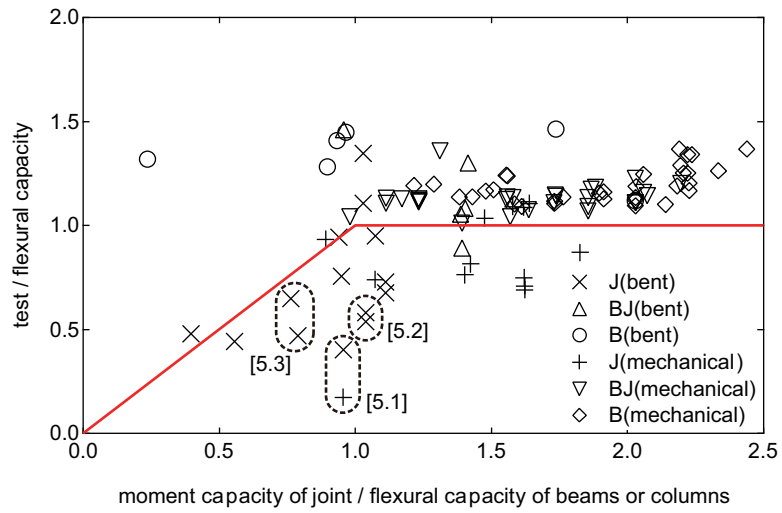 2.0
1.5
1.0
0.5
0.0
test / flexural capacity
J(bent)
BJ(bent)
B(bent)
J(mechanical)
BJ(mechanical)
B(mechanical)
[5.3]
[5.2]
[5.1]
0.0 0.5 1.0 1.5 2.0 2.5
moment capacity of joint / flexural capacity of beams or columns